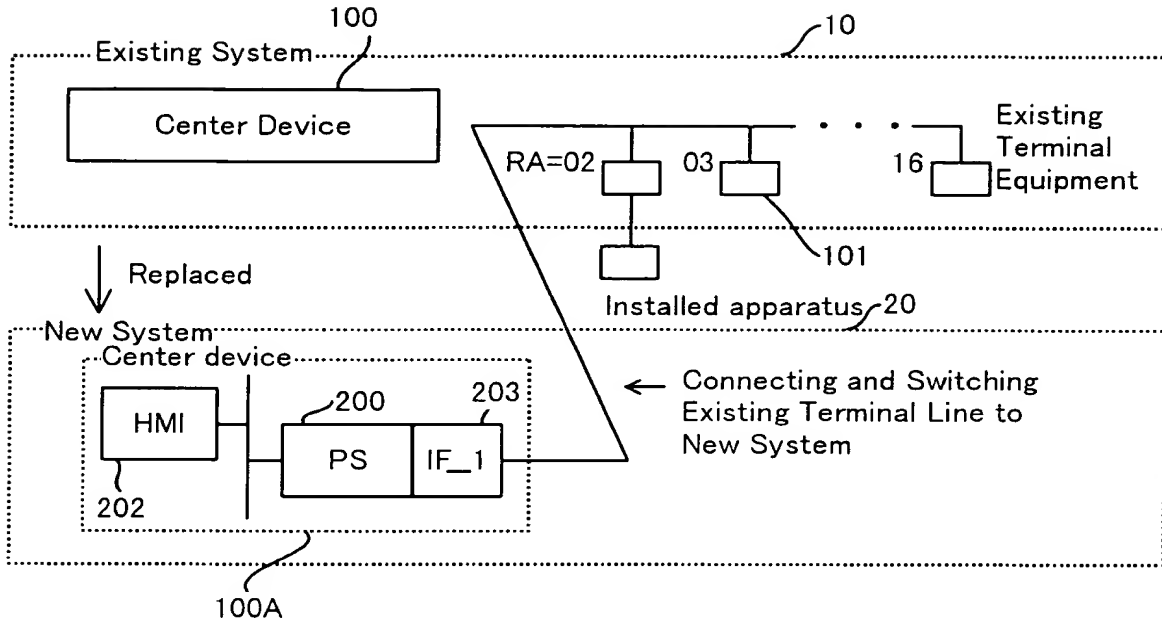 100
10
Existing System
Center Device
RA=02
03
16
Existing
Terminal
Equipment
101
Replaced
Installed apparatus
20
New System
Center device
HMI
200
203
PS
IF_1
202
Connecting and Switching
Existing Terminal Line to
New System
100A